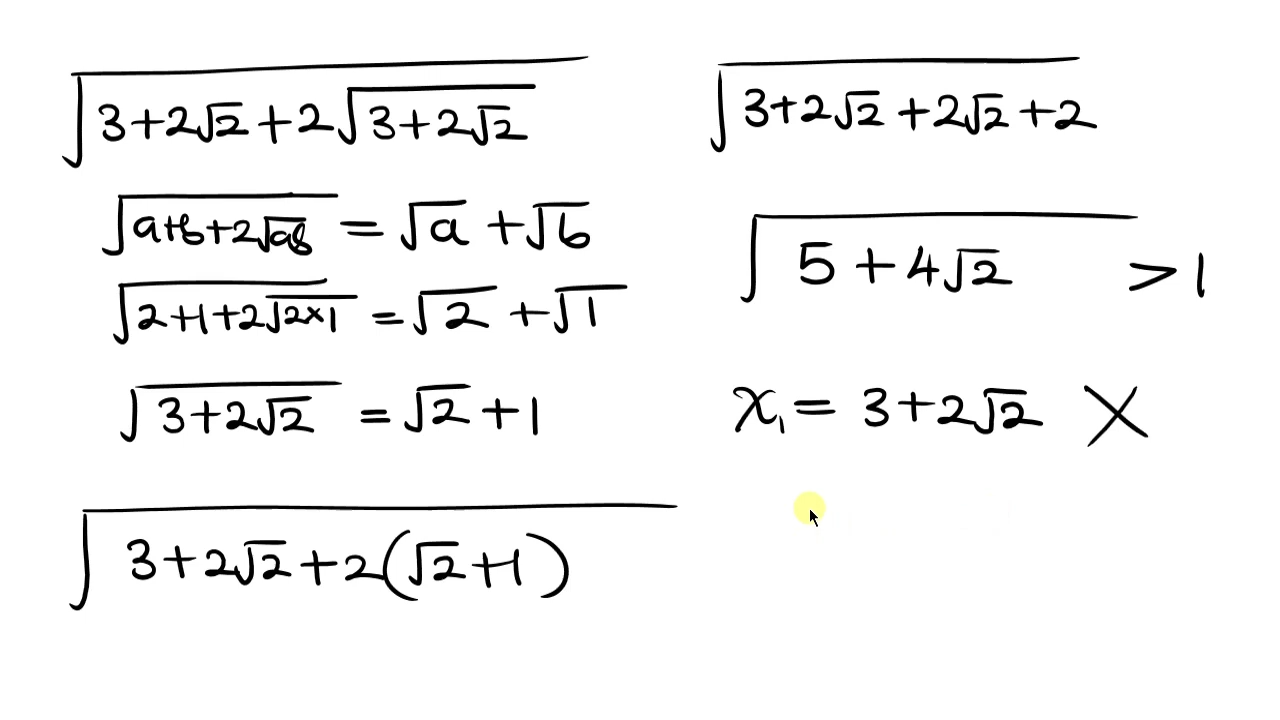 √(3+2√2+2√(3+2√2))
√(a+b+2√(ab)) = √a + √b
√(2+1+2√(2×1)) = √2 + √1
√(3+2√2) = √2+1
√(3+2√2+2(√2+1))
√(3+2√2+2√2+2)
√(5+4√2) >1
x₁ = 3+2√2 X